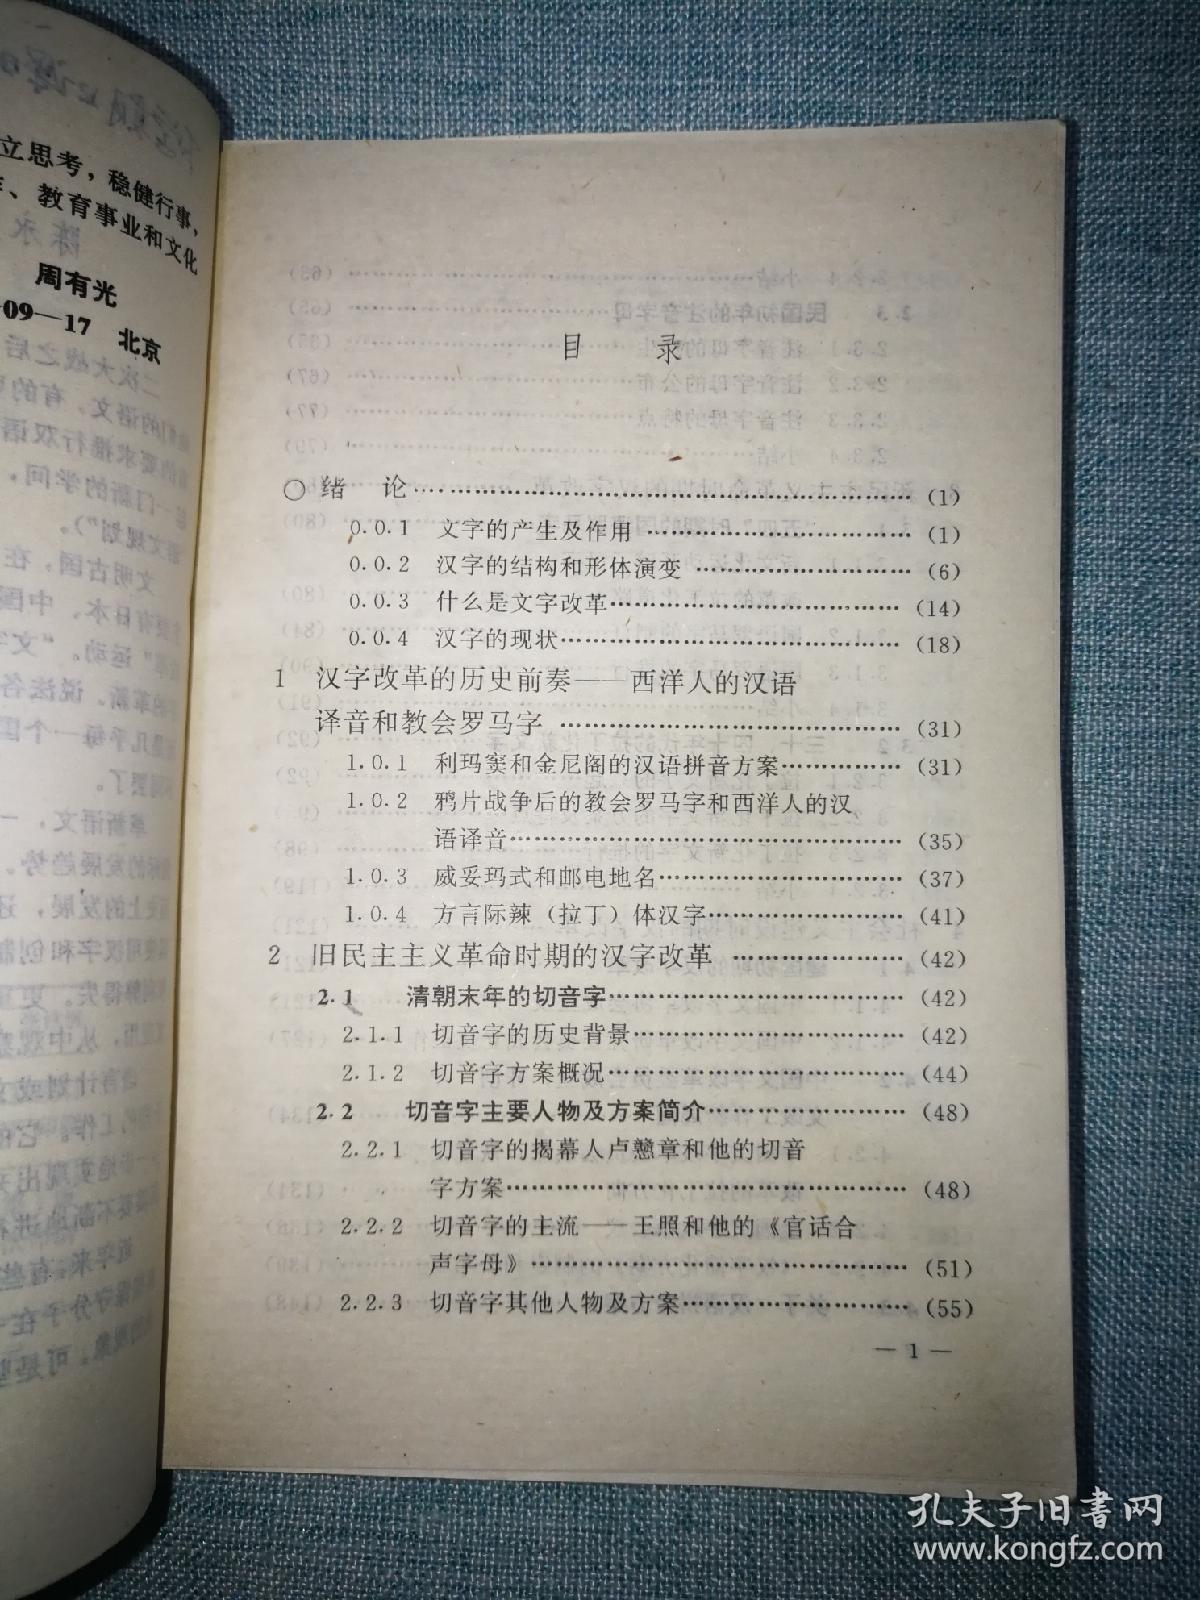 立思考，稳健行事，
、教育事业和文化
周有光
09—17 北京
目 录
○ 绪 论……………………………………………(1)
0.0.1 文字的产生及作用……………………(1)
0.0.2 汉字的结构和形体演变………………(6)
0.0.3 什么是文字改革………………………(14)
0.0.4 汉字的现状……………………………(18)
1 汉字改革的历史前奏——西洋人的汉语
译音和教会罗马字……………………………(31)
1.0.1 利玛窦和金尼阁的汉语拼音方案………(31)
1.0.2 鸦片战争后的教会罗马字和西洋人的汉
语译音…………………………………(35)
1.0.3 威妥玛式和邮电地名…………………(37)
1.0.4 方言际辣（拉丁）体汉字………………(41)
2 旧民主主义革命时期的汉字改革………………(42)
2.1 清朝末年的切音字………………………(42)
2.1.1 切音字的历史背景……………………(42)
2.1.2 切音字方案概况………………………(44)
2.2 切音字主要人物及方案简介………………(48)
2.2.1 切音字的揭幕人卢戆章和他的切音
字方案…………………………………(48)
2.2.2 切音字的主流——王照和他的《官话合
声字母》………………………………(51)
2.2.3 切音字其他人物及方案………………(55)
— 1 —
孔夫子旧书网
www.kongfz.com